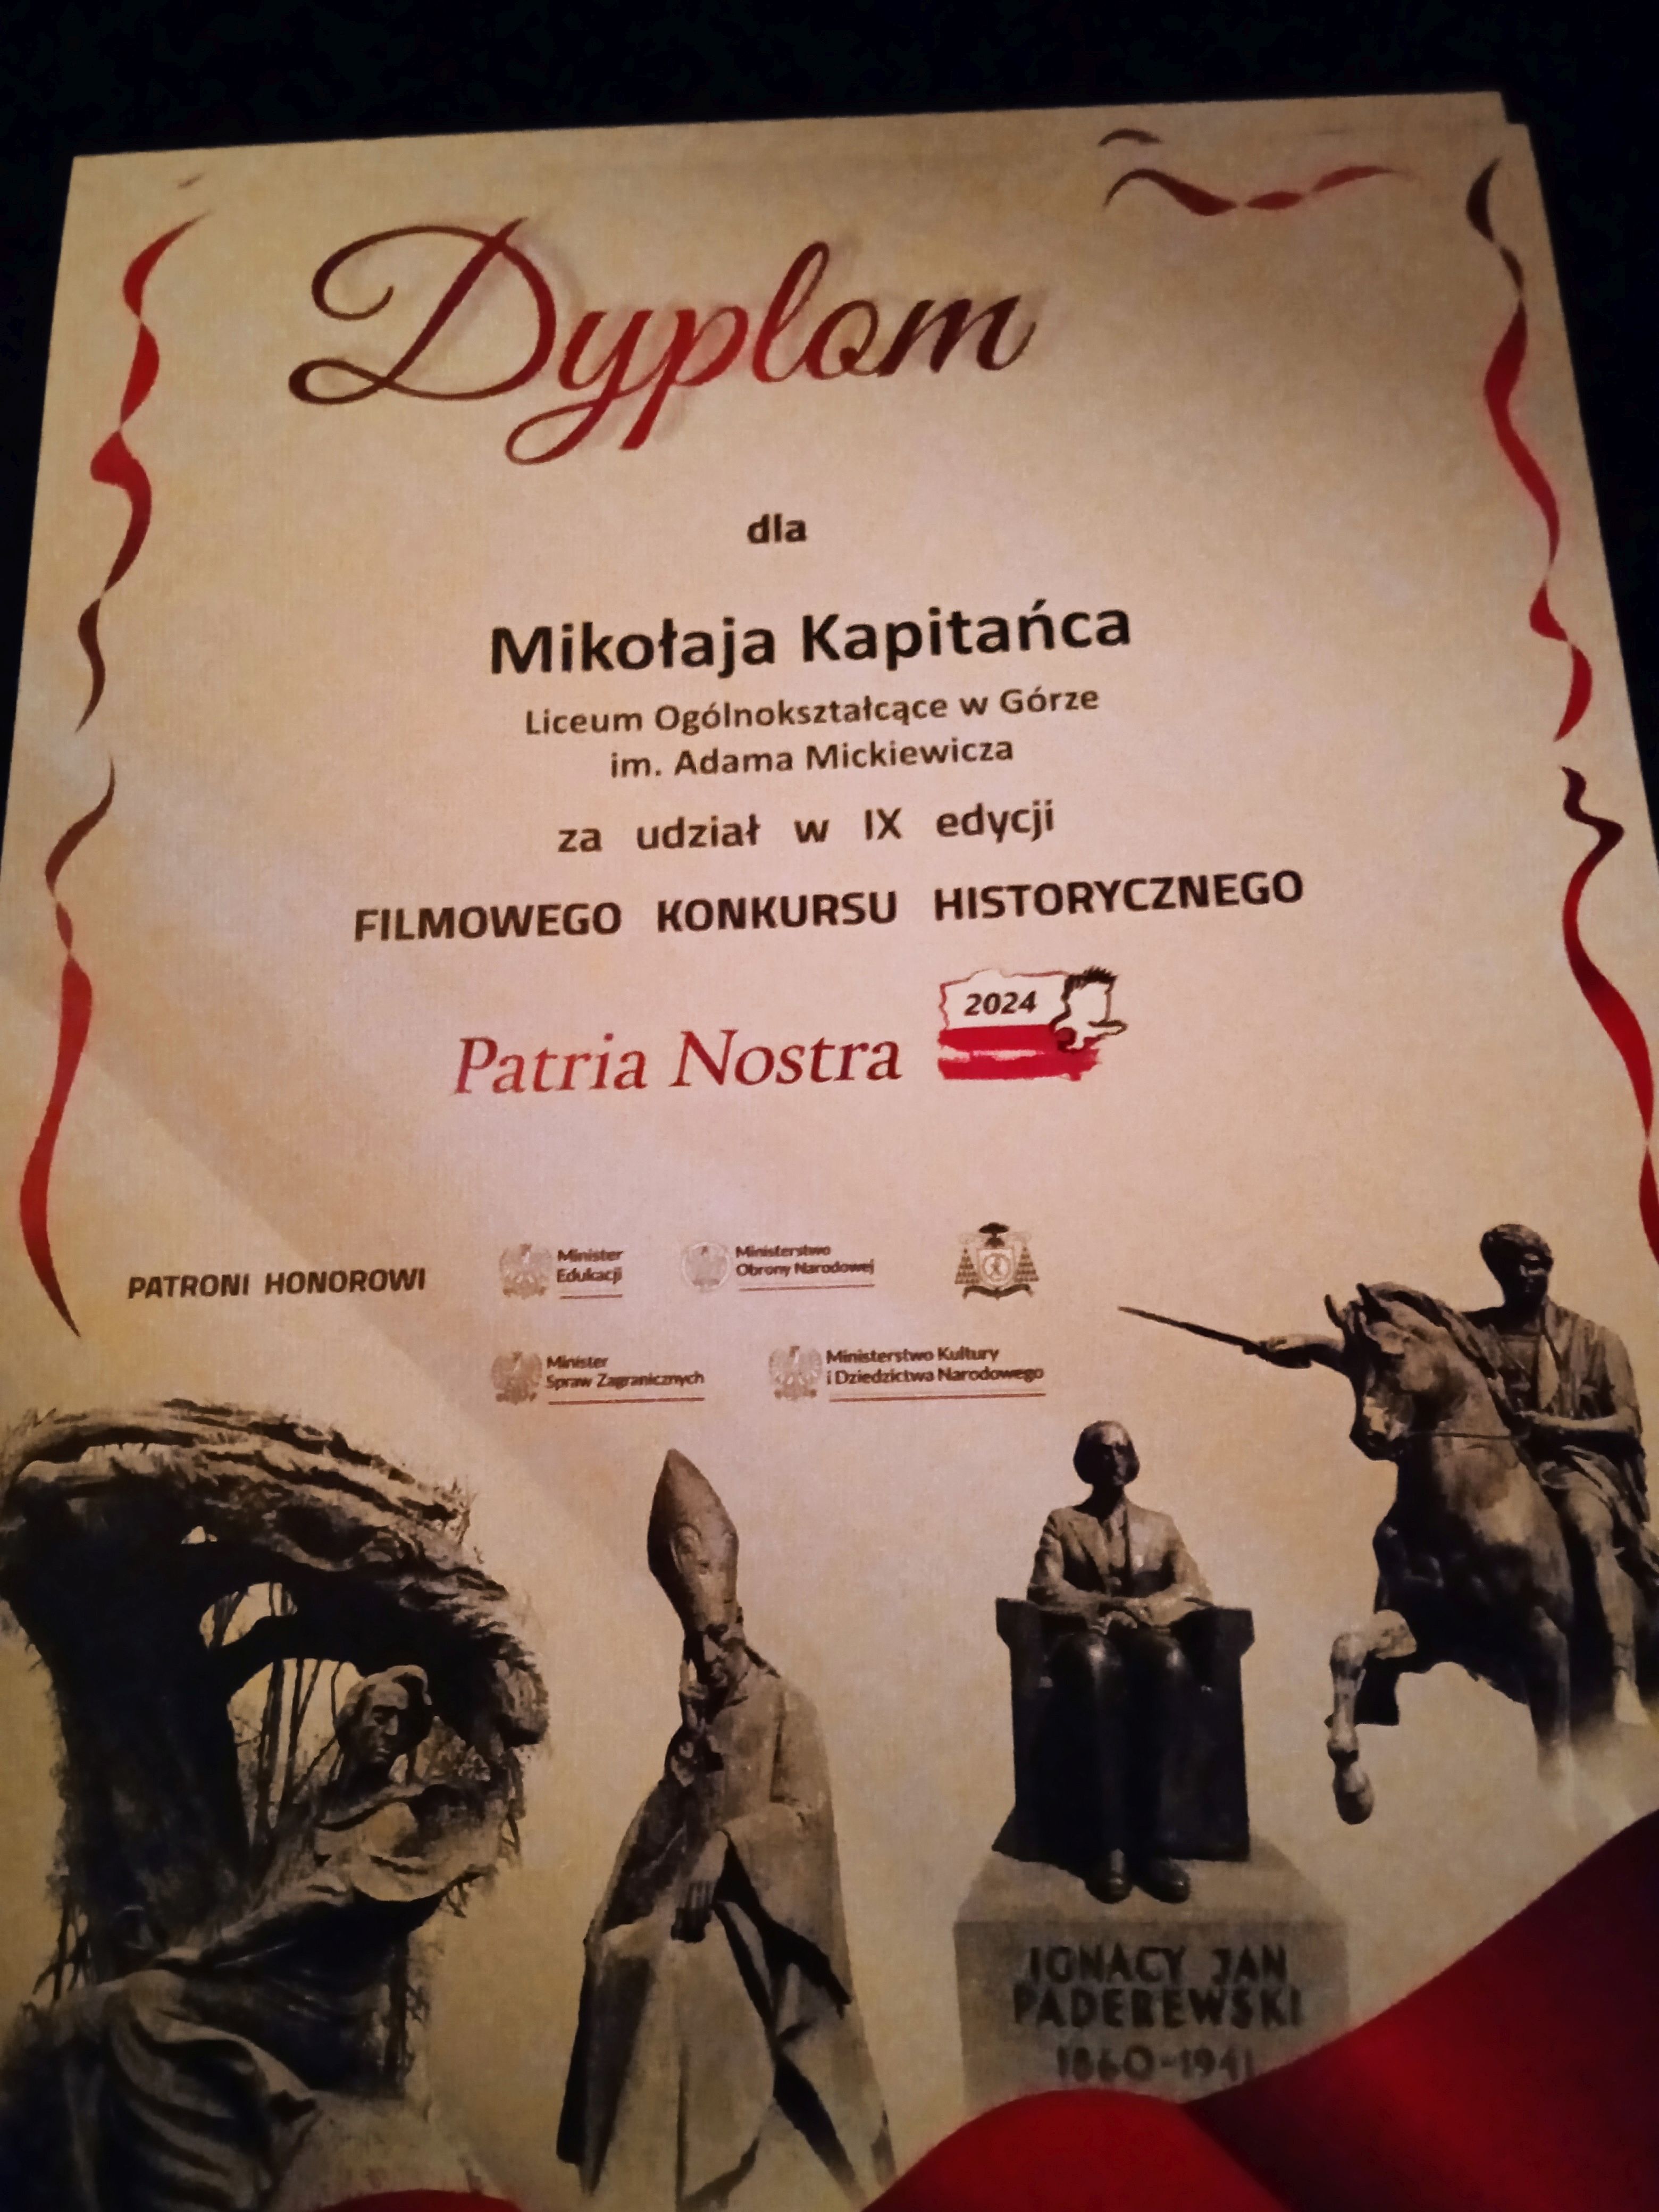 Dyplom
dla
Mikołaja Kapitańca
Liceum Ogólnokształcące w Górze
im. Adama Mickiewicza
za udział w IX edycji
FILMOWEGO KONKURSU HISTORYCZNEGO
2024
Patria Nostra
PATRONI HONOROWI
Minister
Edukacji
Ministerstwo
Obrony Narodowej
Minister
Spraw Zagranicznych
Ministerstwo Kultury
i Dziedzictwa Narodowego
IGNACY JAN
PADEREWSKI
1860-1941